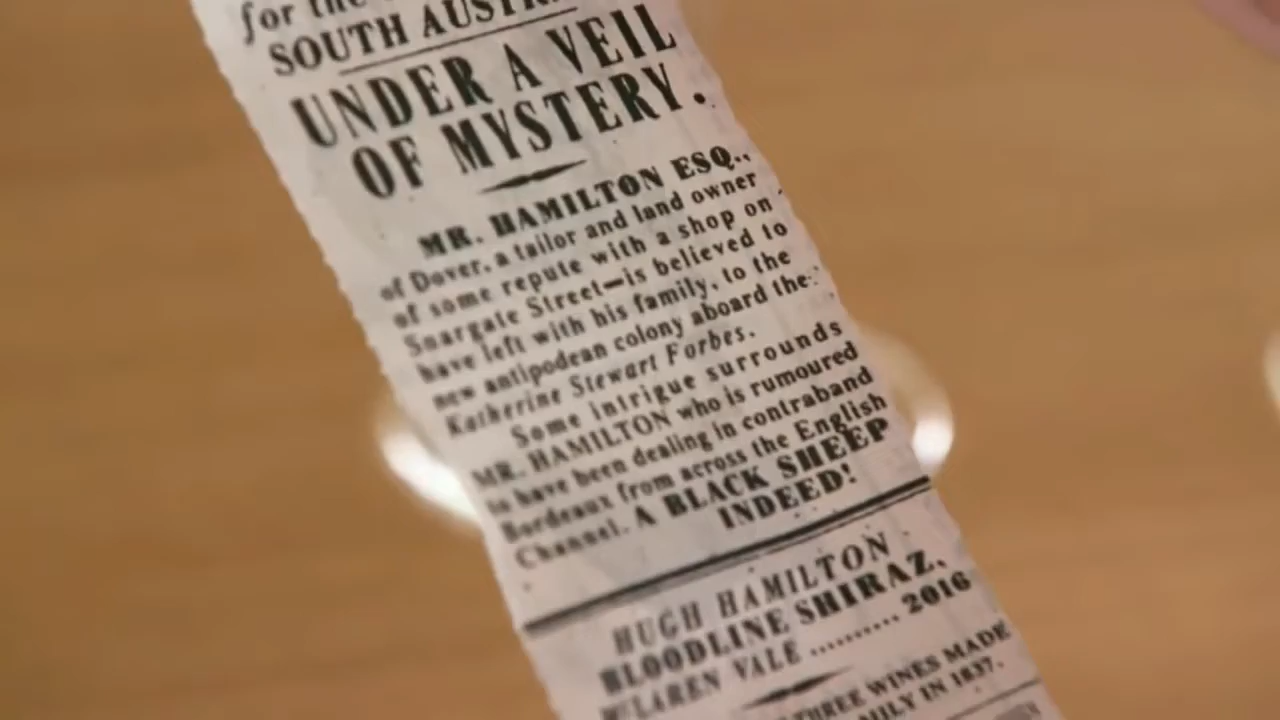 for the
SOUTH AUSTR
UNDER A VEIL
OF MYSTERY.
MR. HAMILTON ESQ.,
of Dover, a tailor and land owner
of some repute with a shop on
Snargate Street—is believed to
have left with his family, to the
new antipodean colony aboard the
Katherine Stewart Forbes.
Some intrigue surrounds
MR. HAMILTON who is rumoured
to have been dealing in contraband
Bordeaux from across the English
Channel. A BLACK SHEEP
INDEED!
HUGH HAMILTON
BLOODLINE SHIRAZ,
McLAREN VALE .......... 2016
THREE WINES MADE
IN 1837.